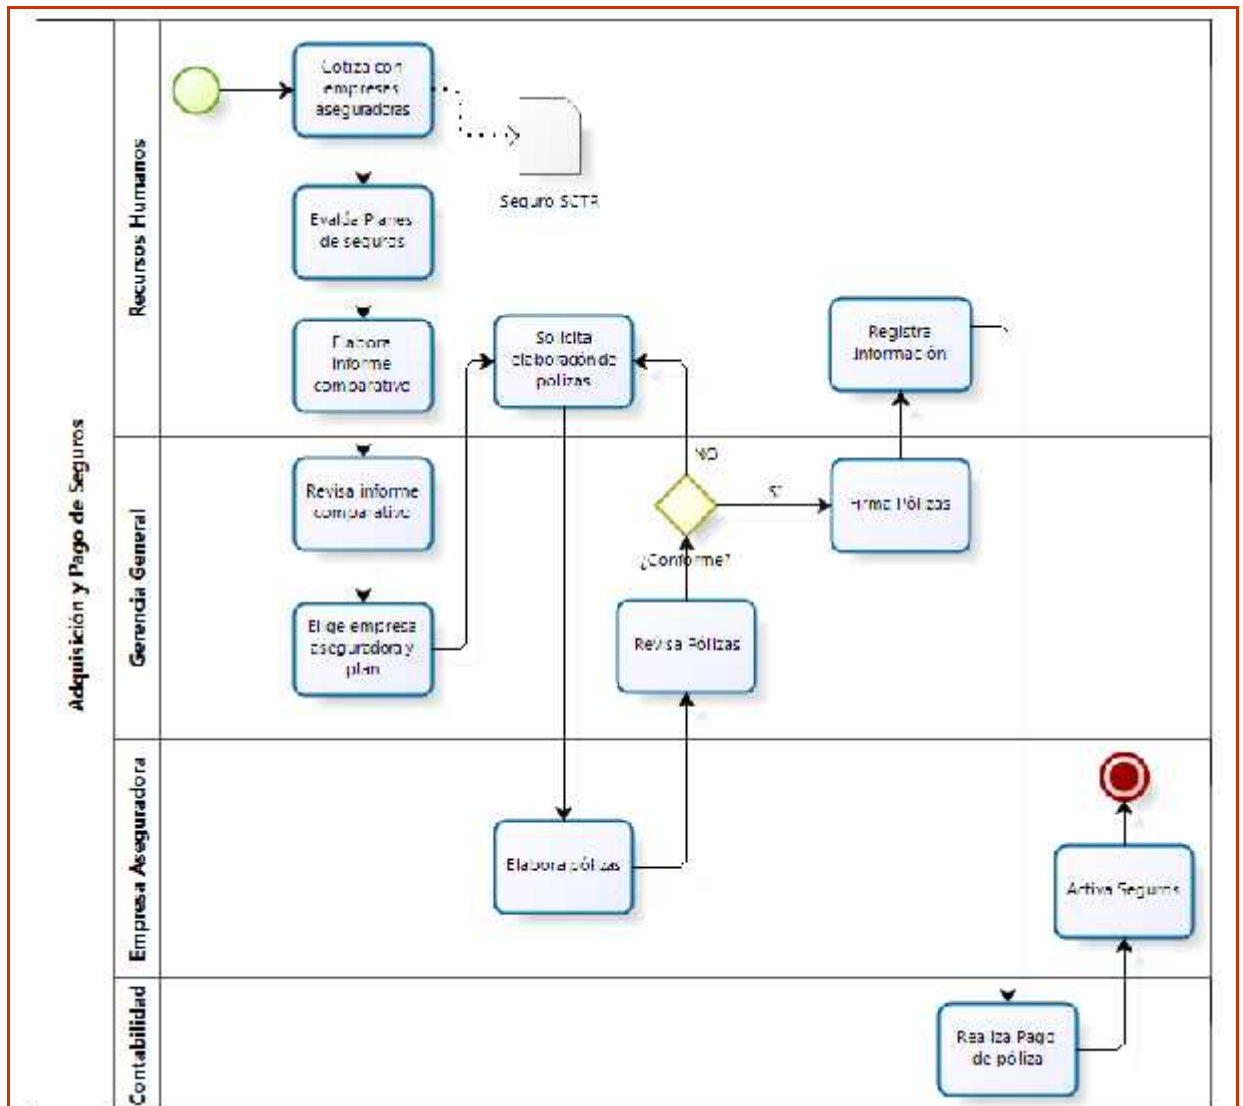 Adquisición y Pago de Seguros
Recursos Humanos
Cotiza con
empresas
aseguradoras
Seguro SCTR
Evalúa Planes
de seguros
Elabora
informe
comparativo
Solicita
elaboración de
polizas
Registra
Información
Gerencia General
Revisa informe
comparativo
Elige empresa
aseguradora y
plan
NO
SI
¿Conforme?
Firma Pólizas
Revisa Pólizas
Empresa Aseguradora
Elabora pólizas
Activa Seguros
Contabilidad
Realiza Pago
de póliza